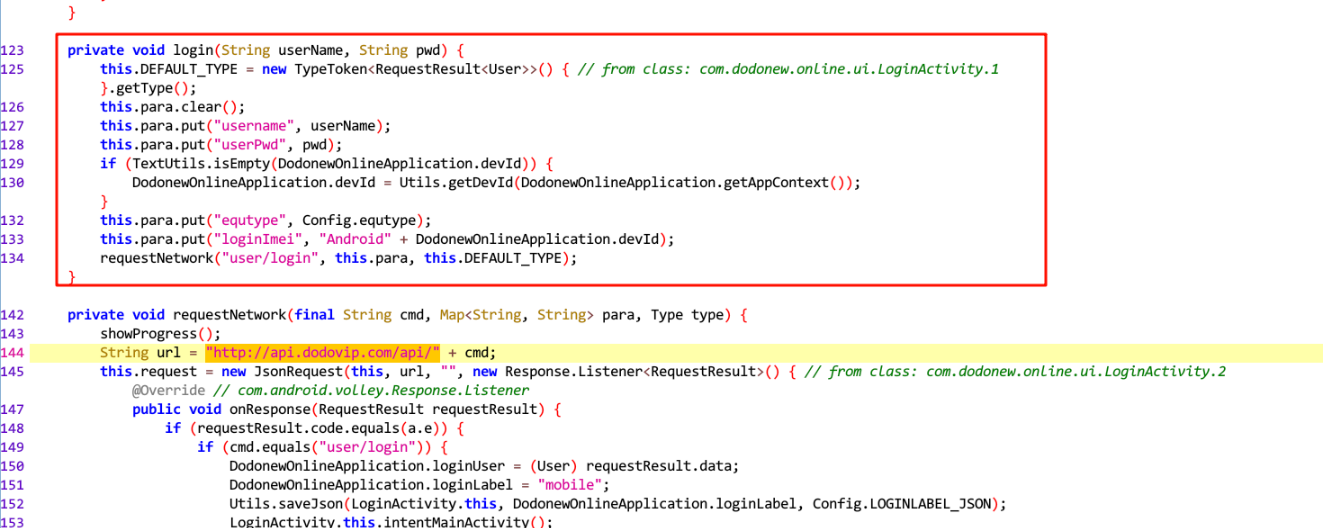 }
123 private void login(String userName, String pwd) {
125 this.DEFAULT_TYPE = new TypeToken<RequestResult<User>>() { // from class: com.dodonew.online.ui.LoginActivity.1
}.getType();
126 this.para.clear();
127 this.para.put("username", userName);
128 this.para.put("userPwd", pwd);
129 if (TextUtils.isEmpty(DodonewOnlineApplication.devId)) {
130 DodonewOnlineApplication.devId = Utils.getDevId(DodonewOnlineApplication.getAppContext());
}
132 this.para.put("equtype", Config.equtype);
133 this.para.put("loginImei", "Android" + DodonewOnlineApplication.devId);
134 requestNetwork("user/login", this.para, this.DEFAULT_TYPE);
}
142 private void requestNetwork(final String cmd, Map<String, String> para, Type type) {
143 showProgress();
144 String url = "http://api.dodovip.com/api/" + cmd;
145 this.request = new JsonRequest(this, url, "", new Response.Listener<RequestResult>() { // from class: com.dodonew.online.ui.LoginActivity.2
@Override // com.android.volley.Response.Listener
147 public void onResponse(RequestResult requestResult) {
148 if (requestResult.code.equals(a.e)) {
149 if (cmd.equals("user/login")) {
150 DodonewOnlineApplication.loginUser = (User) requestResult.data;
151 DodonewOnlineApplication.loginLabel = "mobile";
152 Utils.saveJson(LoginActivity.this, DodonewOnlineApplication.loginLabel, Config.LOGINLABEL_JSON);
153 LoginActivity.this.intentMainActivity();